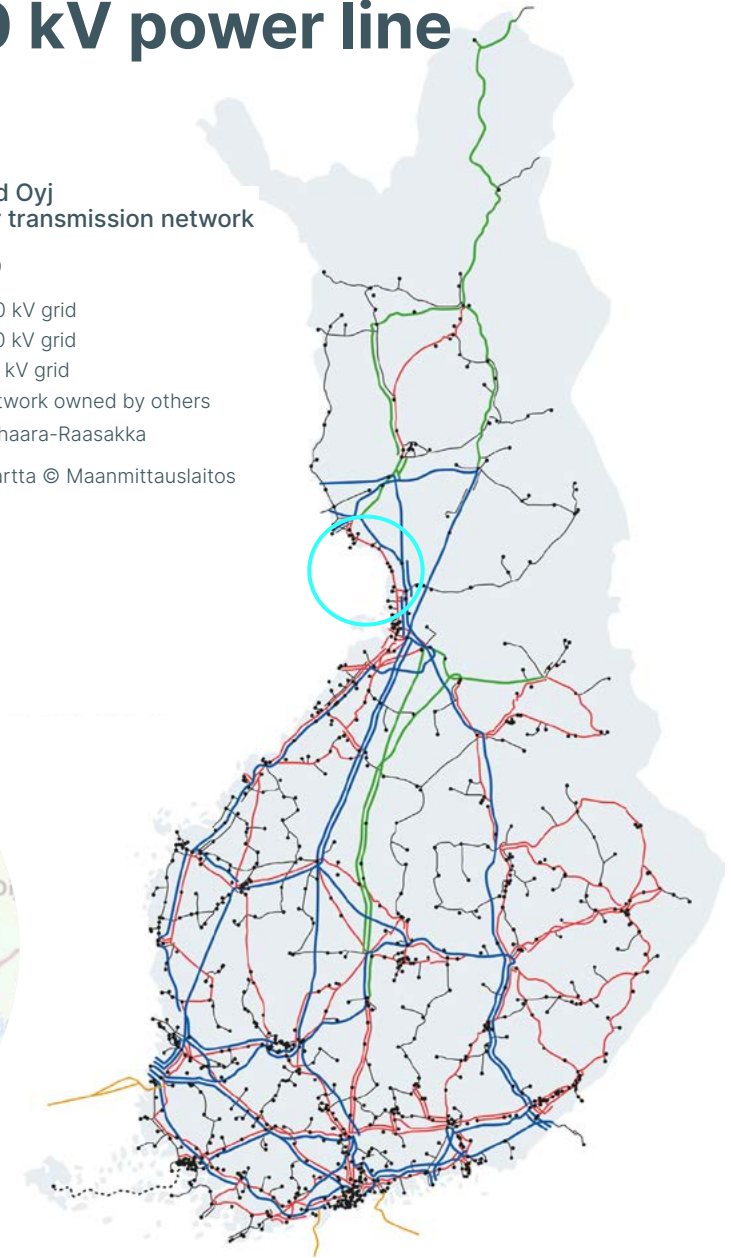 0 kV power line
d Oyj
transmission network
0 kV grid
0 kV grid
kV grid
twork owned by others
haara-Raasakka
artta © Maanmittauslaitos